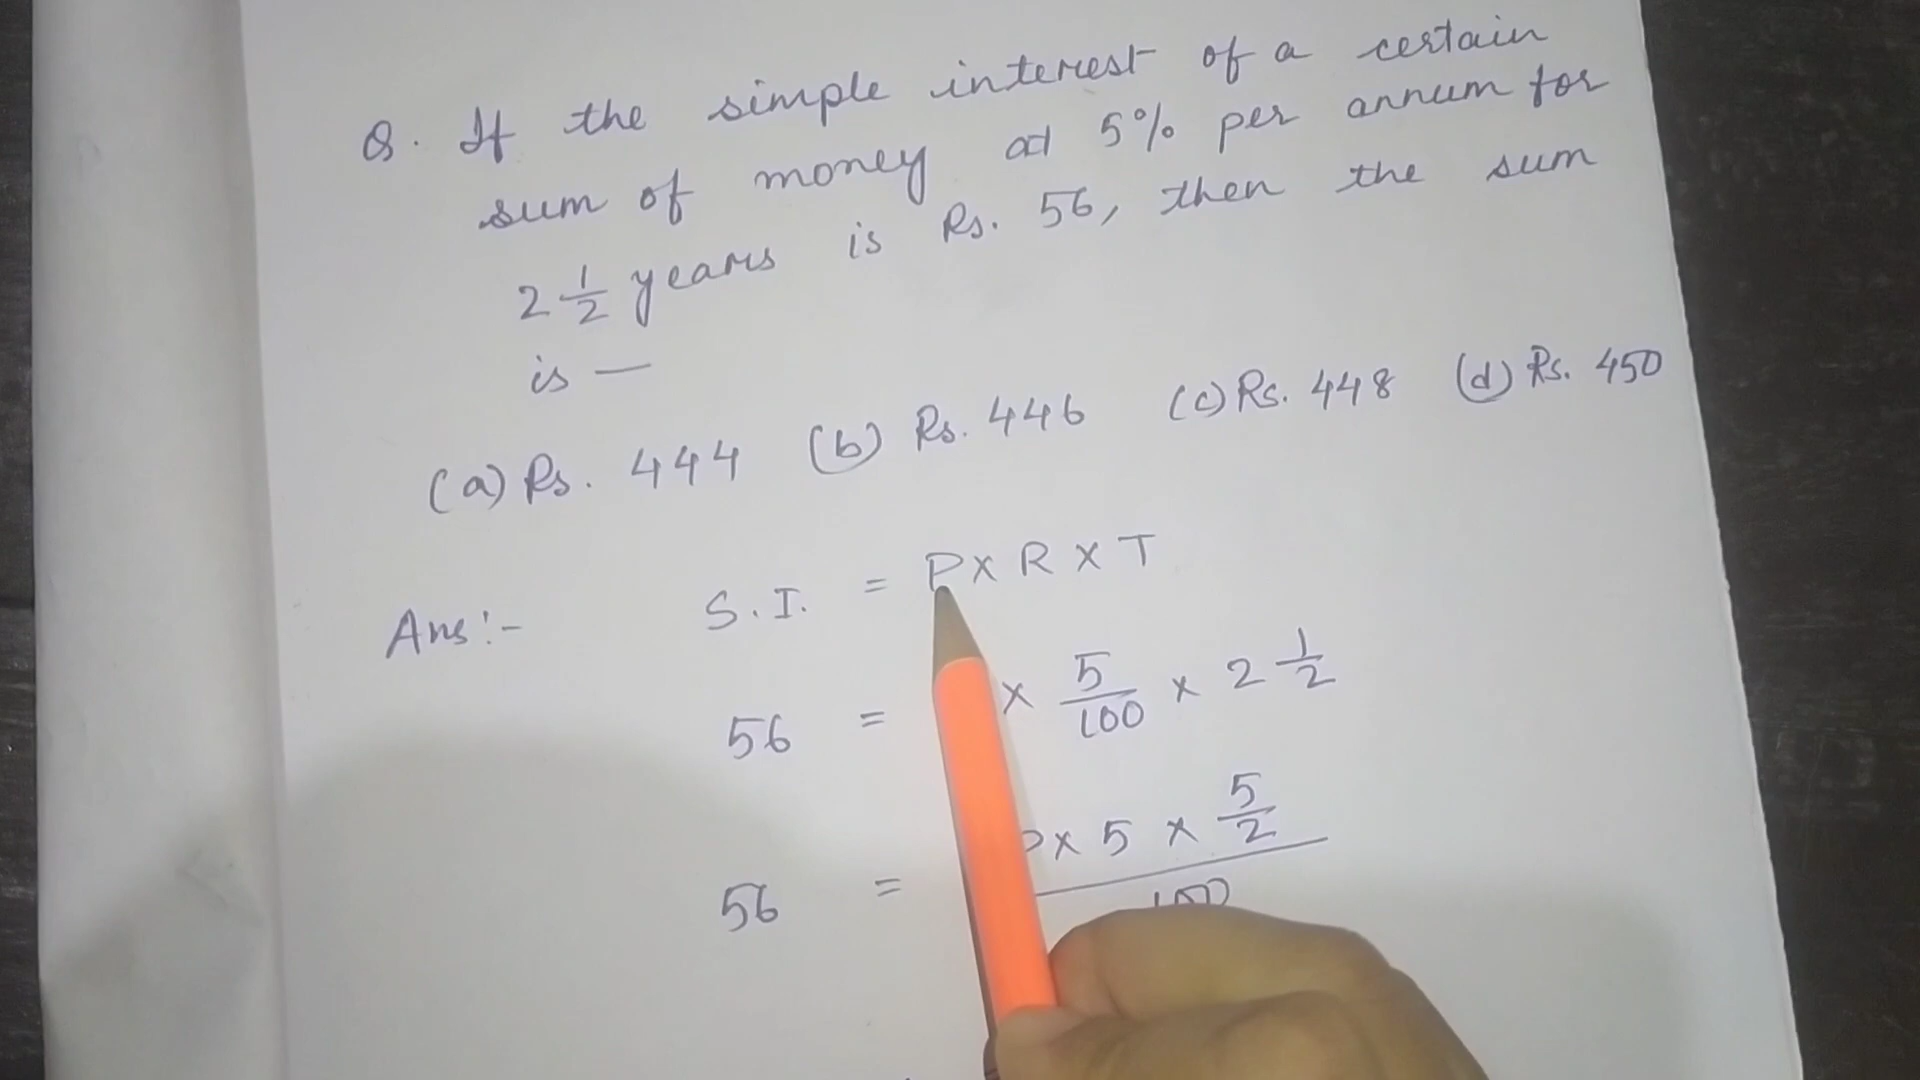 Q. If the simple interest of a certain
sum of money at 5% per annum for
2 1/2 years is Rs. 56, then the sum
is —
(a) Rs. 444 (b) Rs. 446 (c) Rs. 448 (d) Rs. 450
Ans:- S.I. = P x R x T
56 = x 5/100 x 2 1/2
56 = P x 5 x 5/2
100